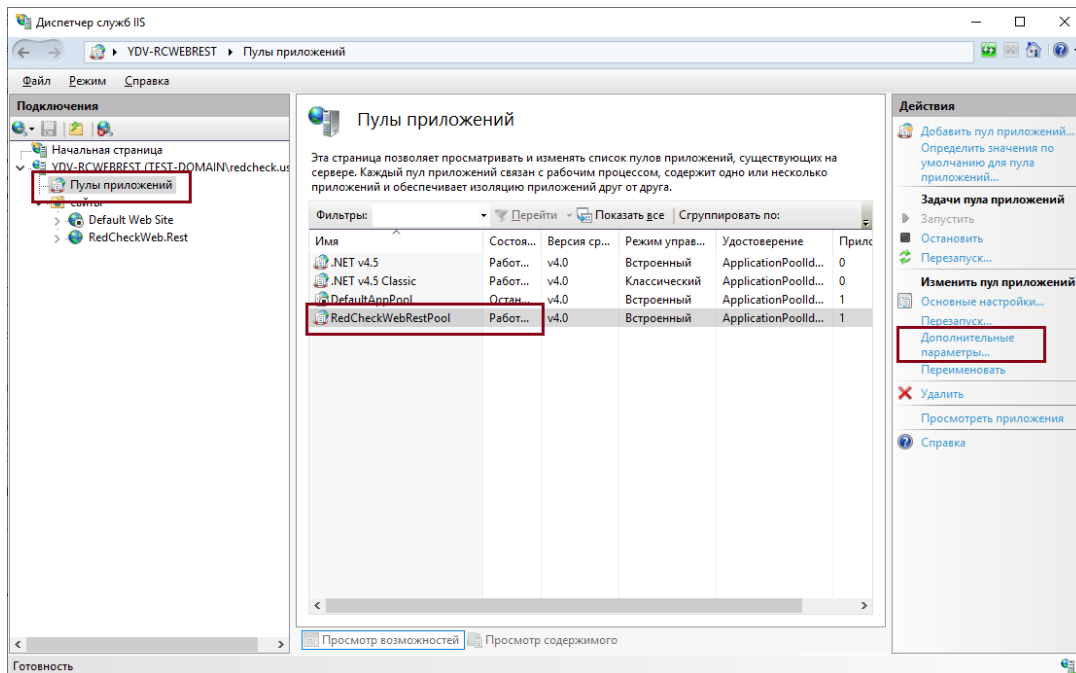 Диспетчер служб IIS
YDV-RCWEBREST Пулы приложений
Файл Режим Справка
Подключения
Начальная страница
YDV-RCWEBREST (TEST-DOMAIN\redcheck.us
Пулы приложений
сайты
Default Web Site
RedCheckWeb.Rest
Пулы приложений
Эта страница позволяет просматривать и изменять список пулов приложений, существующих на
сервере. Каждый пул приложений связан с рабочим процессом, содержит одно или несколько
приложений и обеспечивает изоляцию приложений друг от друга.
Фильтры: Перейти Показать все Сгруппировать по:
Имя Состоя... Версия ср... Режим управ... Удостоверение Прило
.NET v4.5 Работ... v4.0 Встроенный ApplicationPoolId... 0
.NET v4.5 Classic Работ... v4.0 Классический ApplicationPoolId... 0
DefaultAppPool Остан... v4.0 Встроенный ApplicationPoolId... 1
RedCheckWebRestPool Работ... v4.0 Встроенный ApplicationPoolId... 1
Просмотр возможностей Просмотр содержимого
Действия
Добавить пул приложений...
Определить значения по
умолчанию для пула
приложений...
Задачи пула приложений
Запустить
Остановить
Перезапуск...
Изменить пул приложений
Основные настройки...
Перезапуск...
Дополнительные
параметры...
Переименовать
Удалить
Просмотреть приложения
Справка
Готовность